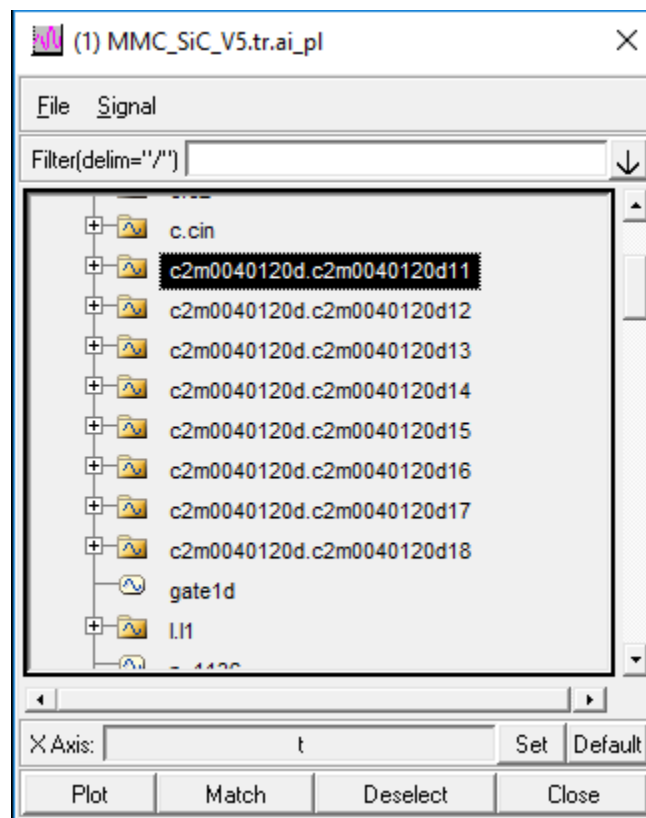 (1) MMC_SiC_V5.tr.ai_pl
File Signal
Filter(delim="/")
c.cin
c2m0040120d.c2m0040120d11
c2m0040120d.c2m0040120d12
c2m0040120d.c2m0040120d13
c2m0040120d.c2m0040120d14
c2m0040120d.c2m0040120d15
c2m0040120d.c2m0040120d16
c2m0040120d.c2m0040120d17
c2m0040120d.c2m0040120d18
gate1d
l.l1
X Axis: t Set Default
Plot Match Deselect Close